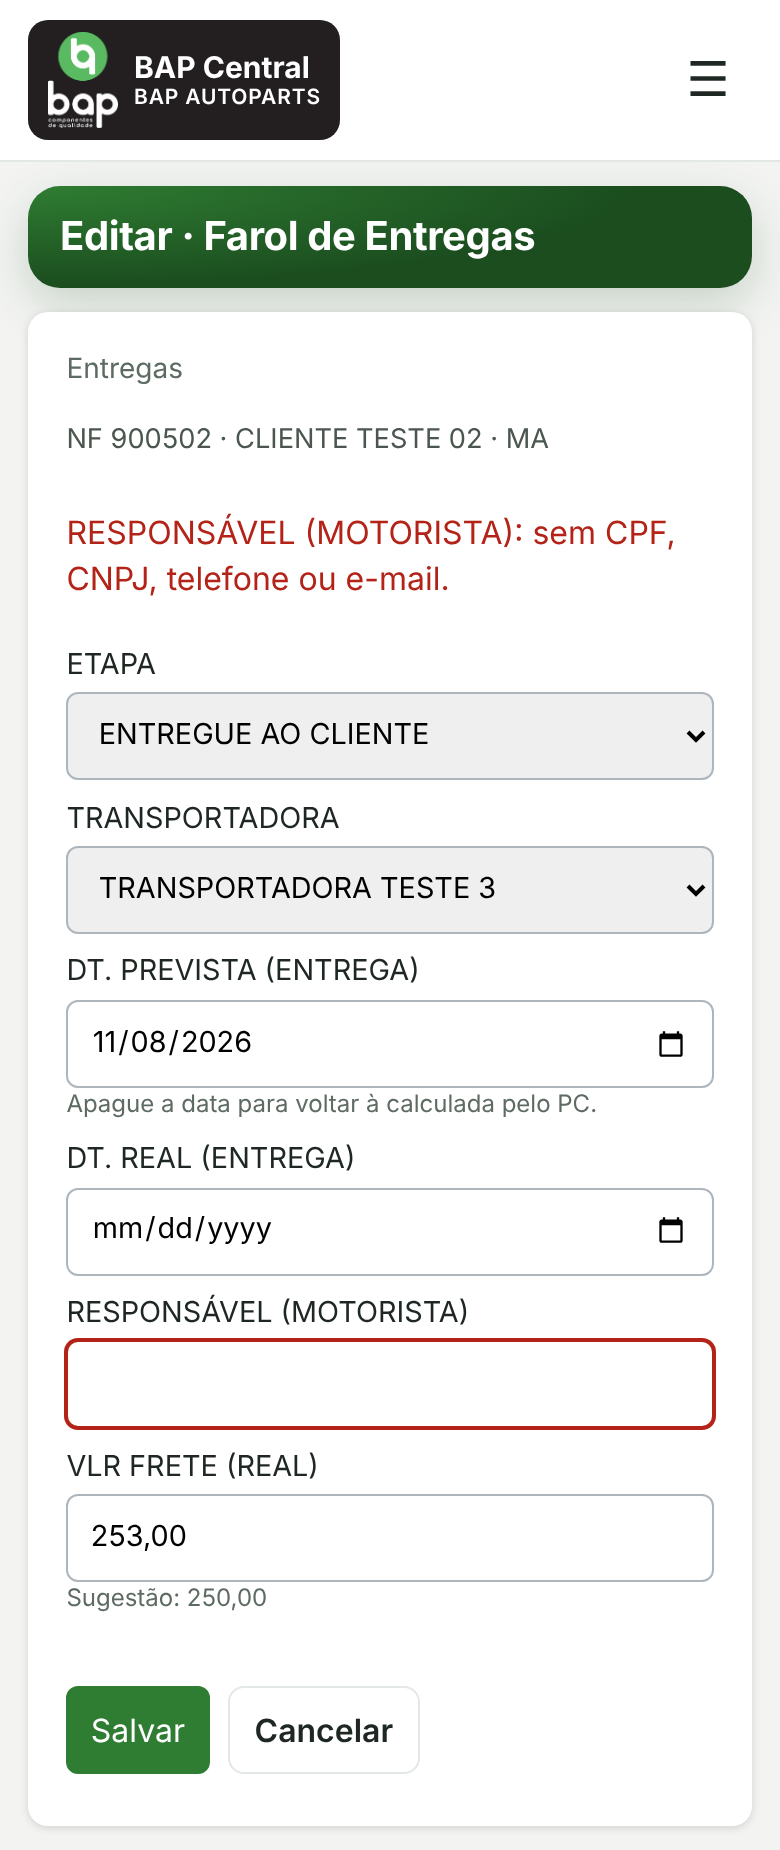 bap
componentes
de qualidade
BAP Central
BAP AUTOPARTS
Editar · Farol de Entregas
Entregas
NF 900502 · CLIENTE TESTE 02 · MA
RESPONSÁVEL (MOTORISTA): sem CPF,
CNPJ, telefone ou e-mail.
ETAPA
ENTREGUE AO CLIENTE
TRANSPORTADORA
TRANSPORTADORA TESTE 3
DT. PREVISTA (ENTREGA)
11/08/2026
Apague a data para voltar à calculada pelo PC.
DT. REAL (ENTREGA)
mm/dd/yyyy
RESPONSÁVEL (MOTORISTA)
VLR FRETE (REAL)
253,00
Sugestão: 250,00
Salvar
Cancelar